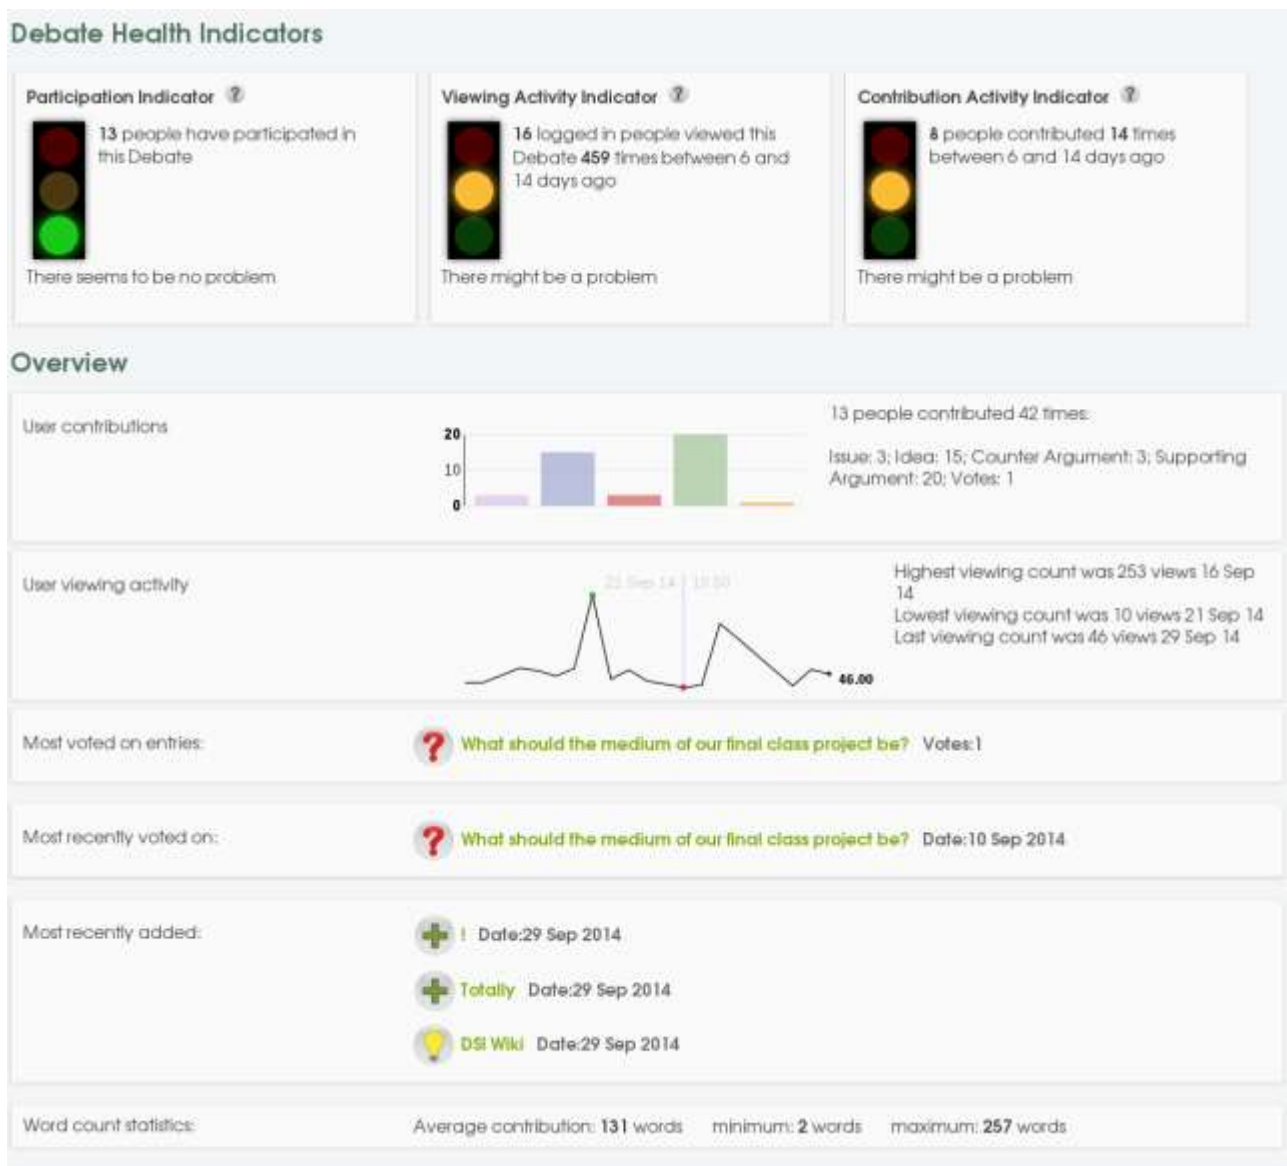 Debate Health Indicators
Participation Indicator ?
13 people have participated in
this Debate
There seems to be no problem
Viewing Activity Indicator ?
16 logged in people viewed this
Debate 459 times between 6 and
14 days ago
There might be a problem
Contribution Activity Indicator ?
8 people contributed 14 times
between 6 and 14 days ago
There might be a problem
Overview
User contributions
20
10
0
13 people contributed 42 times:
Issue: 3; Idea: 15; Counter Argument: 3; Supporting
Argument: 20; Votes: 1
User viewing activity
21 Sep 14 | 10.00
46.00
Highest viewing count was 253 views 16 Sep
14
Lowest viewing count was 10 views 21 Sep 14
Last viewing count was 46 views 29 Sep 14
Most voted on entries:
? What should the medium of our final class project be? Votes:1
Most recently voted on:
? What should the medium of our final class project be? Date:10 Sep 2014
Most recently added:
! Date:29 Sep 2014
Totally Date:29 Sep 2014
DSI Wiki Date:29 Sep 2014
Word count statistics:
Average contribution: 131 words minimum: 2 words maximum: 257 words